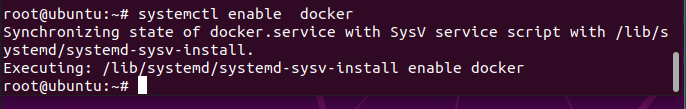 root@ubuntu:~# systemctl enable  docker
Synchronizing state of docker.service with SysV service script with /lib/s
ystemd/systemd-sysv-install.
Executing: /lib/systemd/systemd-sysv-install enable docker
root@ubuntu:~#